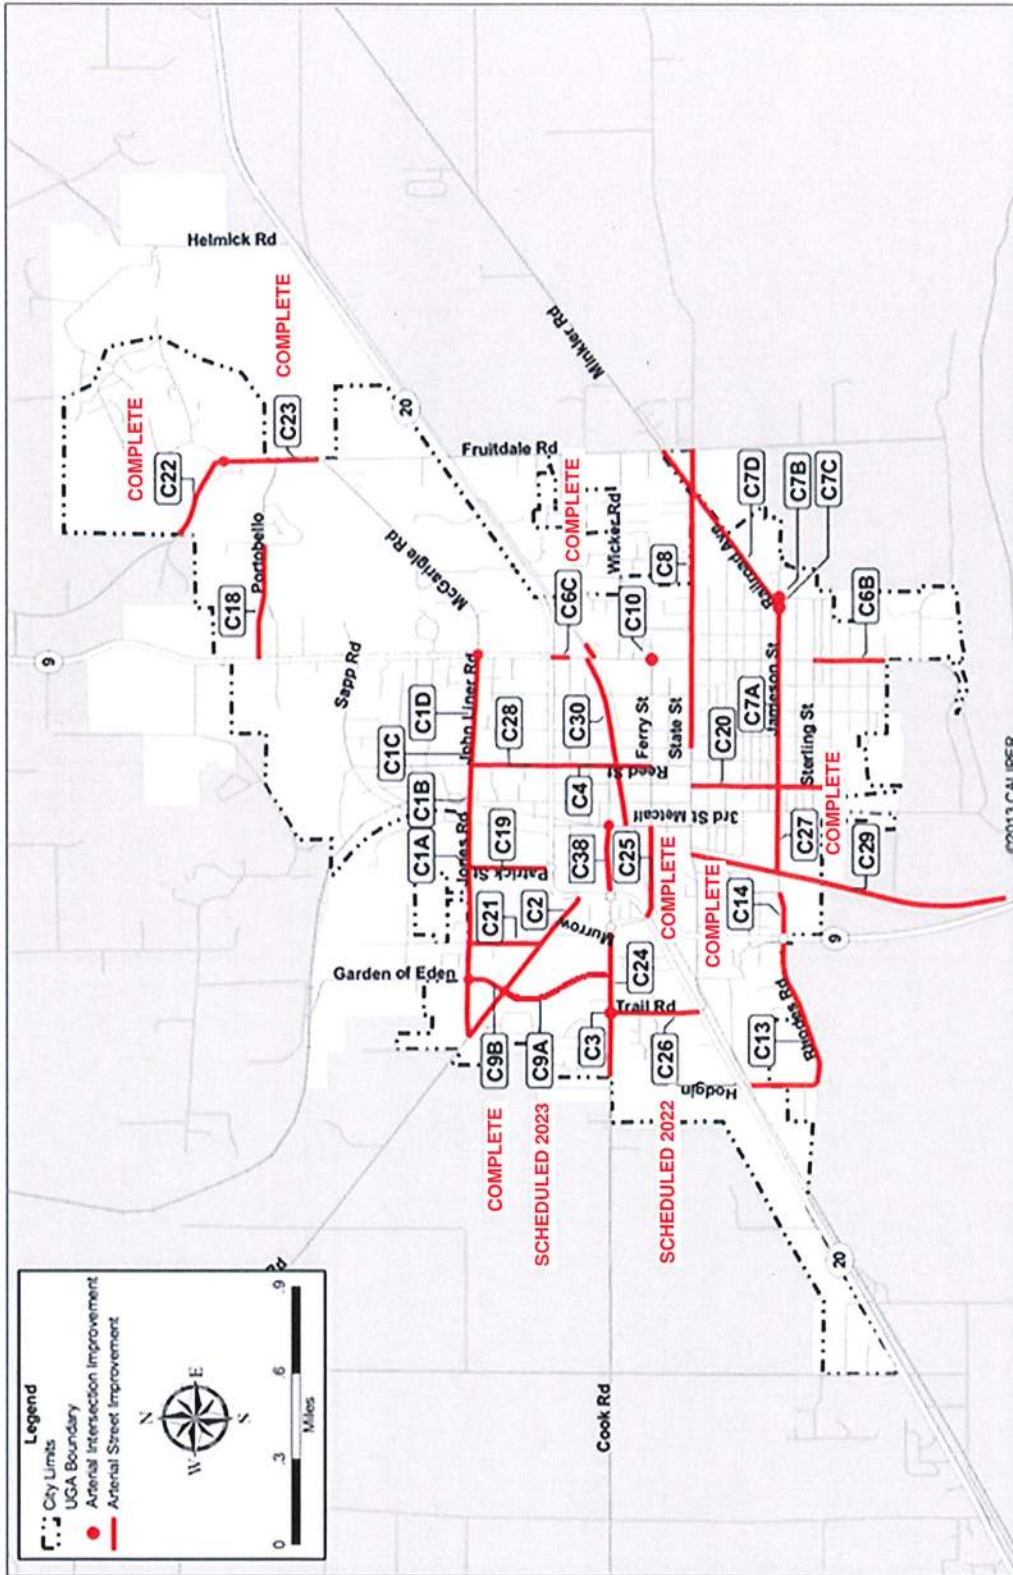 Legend
City Limits
UGA Boundary
Arterial Intersection Improvement
Arterial Street Improvement
N
W
E
S
0
.3
.6
.9
Miles
Helmick Rd
COMPLETE
COMPLETE
C22
C23
20
Minkler Rd
Fruitdale Rd
Portobello
C18
McGarigle Rd
COMPLETE
Wicker Rd
C6C
C10
C8
Railroad Ave
C7D
C7B
C7C
C6B
9
Sapp Rd
C1D
C1C
John Liner Rd
C28
C30
Ferry St
State St
C20
C7A
Jameson St
Sterling St
C1B
C1A
Jones Rd
C19
Patrick St
Reed St
C4
C38
C25
3rd St Metcalf
C27
COMPLETE
C29
©2013 CALIPER
C21
C2
Murrow
COMPLETE
COMPLETE
C14
9
Garden of Eden
C24
Trail Rd
C9B
C9A
C3
C26
Rhodes Rd
C13
Hodgin
COMPLETE
SCHEDULED 2023
SCHEDULED 2022
Rd
Cook Rd
20